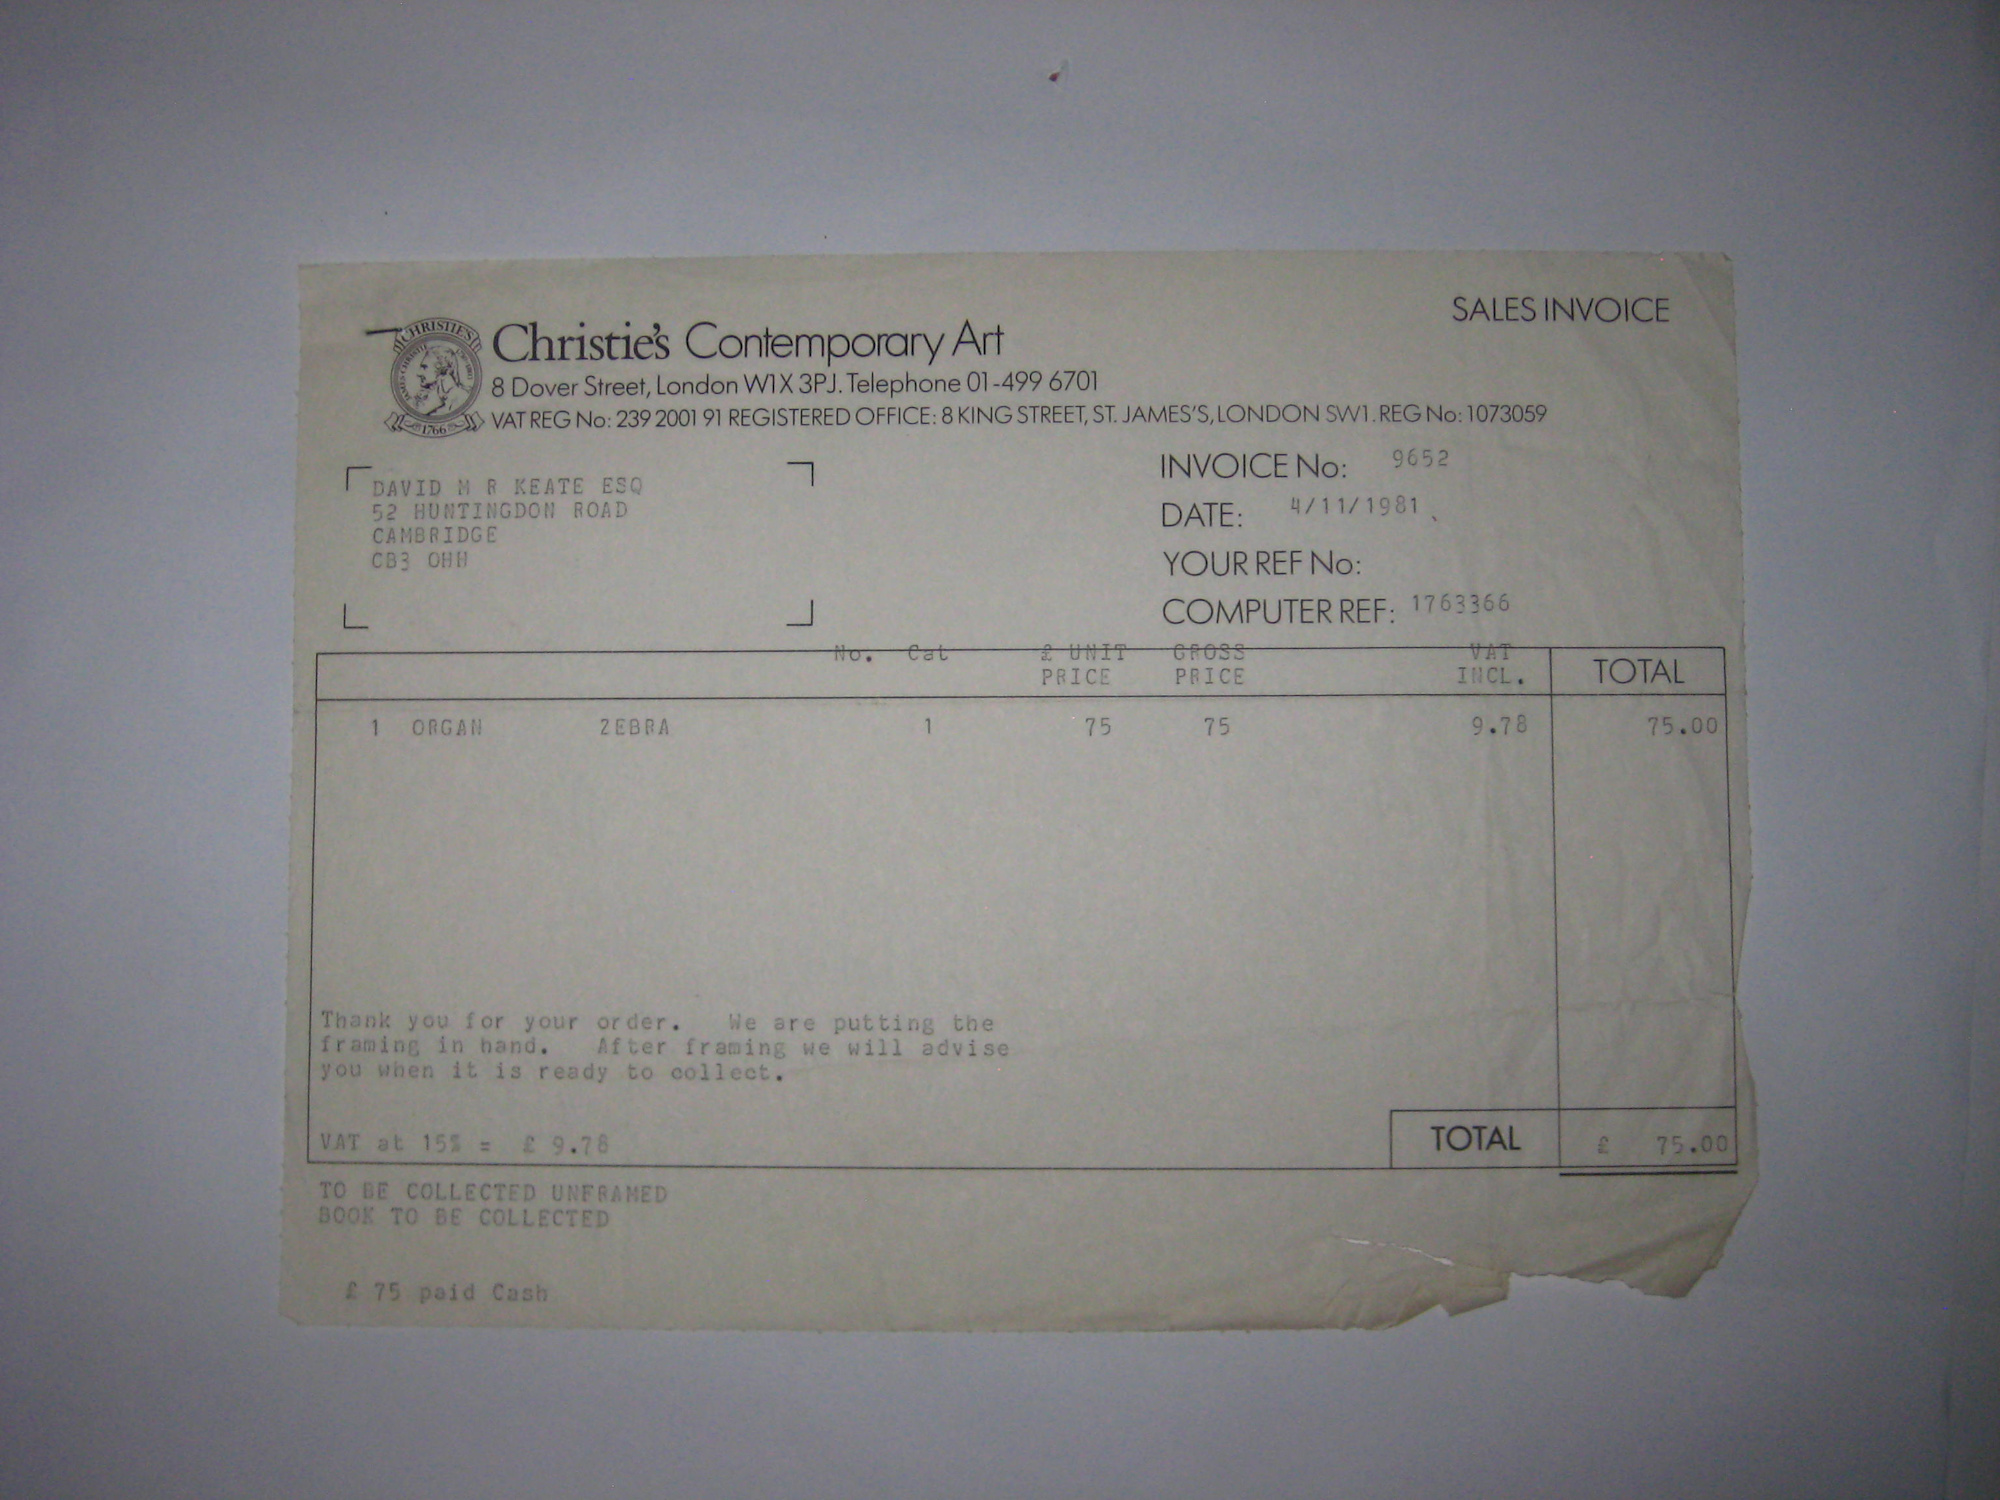 SALES INVOICE
CHRISTIE'S
1766
Christie's Contemporary Art
8 Dover Street, London W1X 3PJ. Telephone 01-499 6701
VAT REG No: 239 2001 91 REGISTERED OFFICE: 8 KING STREET, ST. JAMES'S, LONDON SW1. REG No: 1073059
INVOICE No: 9652
DAVID M R KEATE ESQ
52 HUNTINGDON ROAD
CAMBRIDGE
CB3 OHH
DATE: 4/11/1981
YOUR REF No:
COMPUTER REF: 1763366
No. Cat £ UNIT GROSS VAT
PRICE PRICE INCL. TOTAL
1 ORGAN ZEBRA 1 75 75 9.78 75.00
Thank you for your order. We are putting the
framing in hand. After framing we will advise
you when it is ready to collect.
VAT at 15% = £ 9.78
TOTAL £ 75.00
TO BE COLLECTED UNFRAMED
BOOK TO BE COLLECTED
£ 75 paid Cash